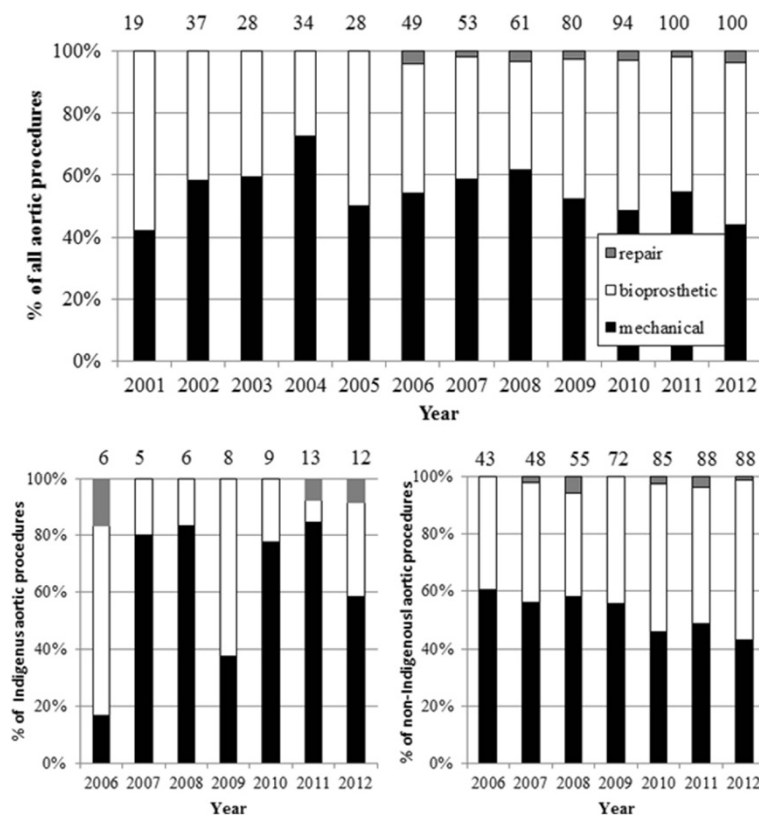 19 37 28 34 28 49 53 61 80 94 100 100
% of all aortic procedures
100%
80%
60%
40%
20%
0%
repair
bioprosthetic
mechanical
2001 2002 2003 2004 2005 2006 2007 2008 2009 2010 2011 2012
Year
6 5 6 8 9 13 12
% of Indigenus aortic procedures
100%
80%
60%
40%
20%
0%
2006 2007 2008 2009 2010 2011 2012
Year
43 48 55 72 85 88 88
% of non-Indigenousl aortic procedures
100%
80%
60%
40%
20%
0%
2006 2007 2008 2009 2010 2011 2012
Year